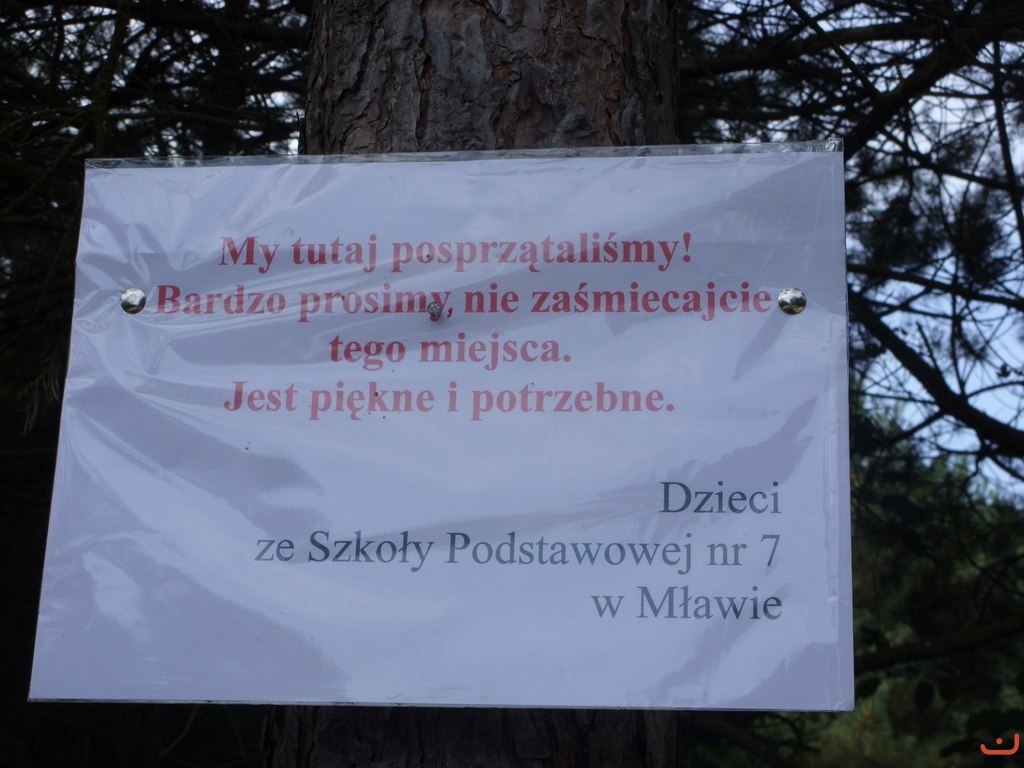 My tutaj posprzątaliśmy!
Bardzo prosimy, nie zaśmiecajcie
tego miejsca.
Jest piękne i potrzebne.
Dzieci
ze Szkoły Podstawowej nr 7
w Mławie